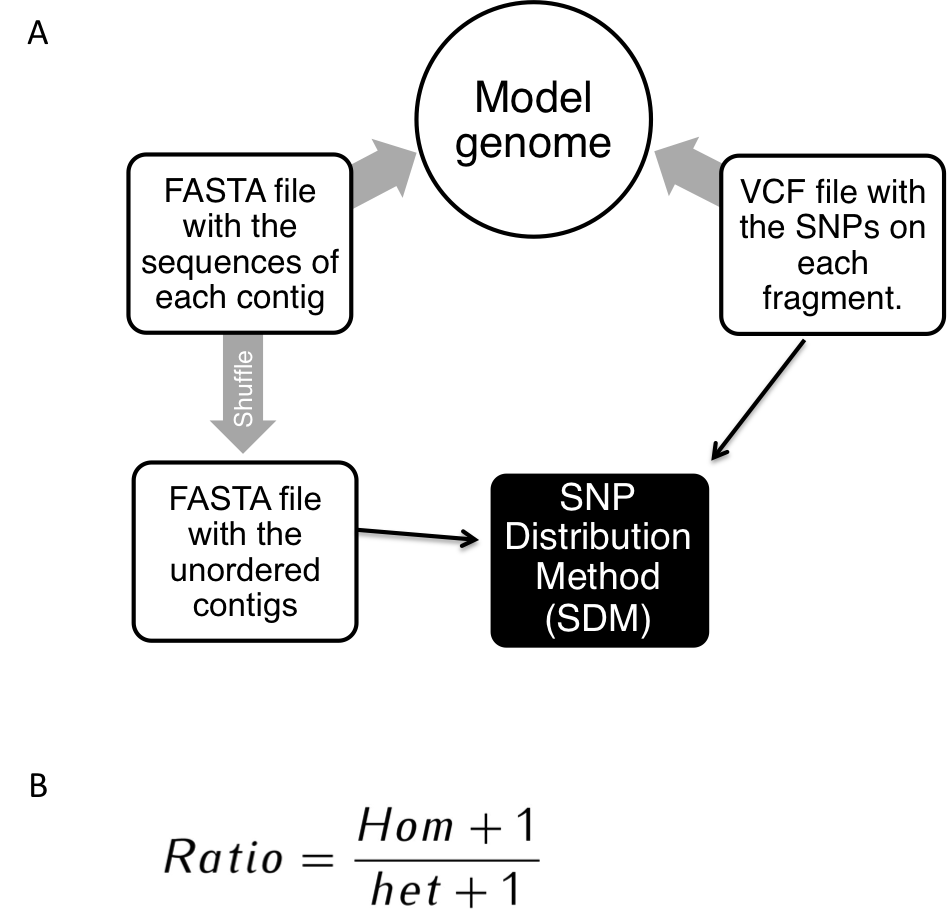 A
Model
genome
FASTA file
with the
sequences of
each contig
VCF file with
the SNPs on
each
fragment.
Shuffle
FASTA file
with the
unordered
contigs
SNP
Distribution
Method
(SDM)
B
Ratio = \frac{Hom + 1}{het + 1}